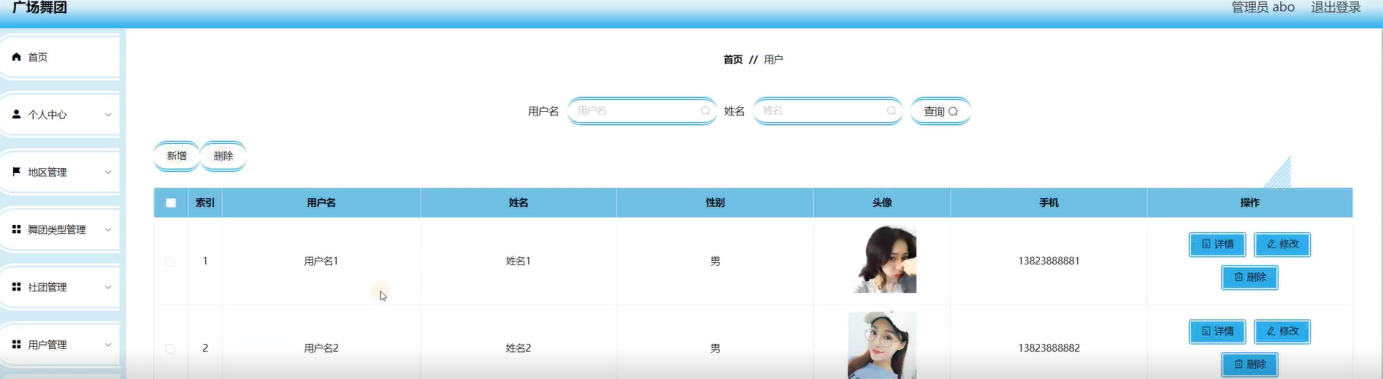 广场舞团
管理员 abo 退出登录
首页
个人中心
地区管理
舞团类型管理
社团管理
用户管理
首页 // 用户
用户名 用户名 姓名 姓名 查询
新增 删除
索引 用户名 姓名 性别 头像 手机 操作
1 用户名1 姓名1 男 13823888881 详情 修改
删除
2 用户名2 姓名2 男 13823888882 详情 修改
删除